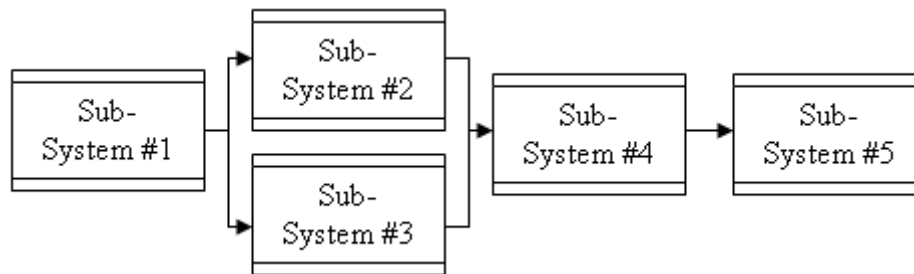 Sub-
System #1
Sub-
System #2
Sub-
System #3
Sub-
System #4
Sub-
System #5